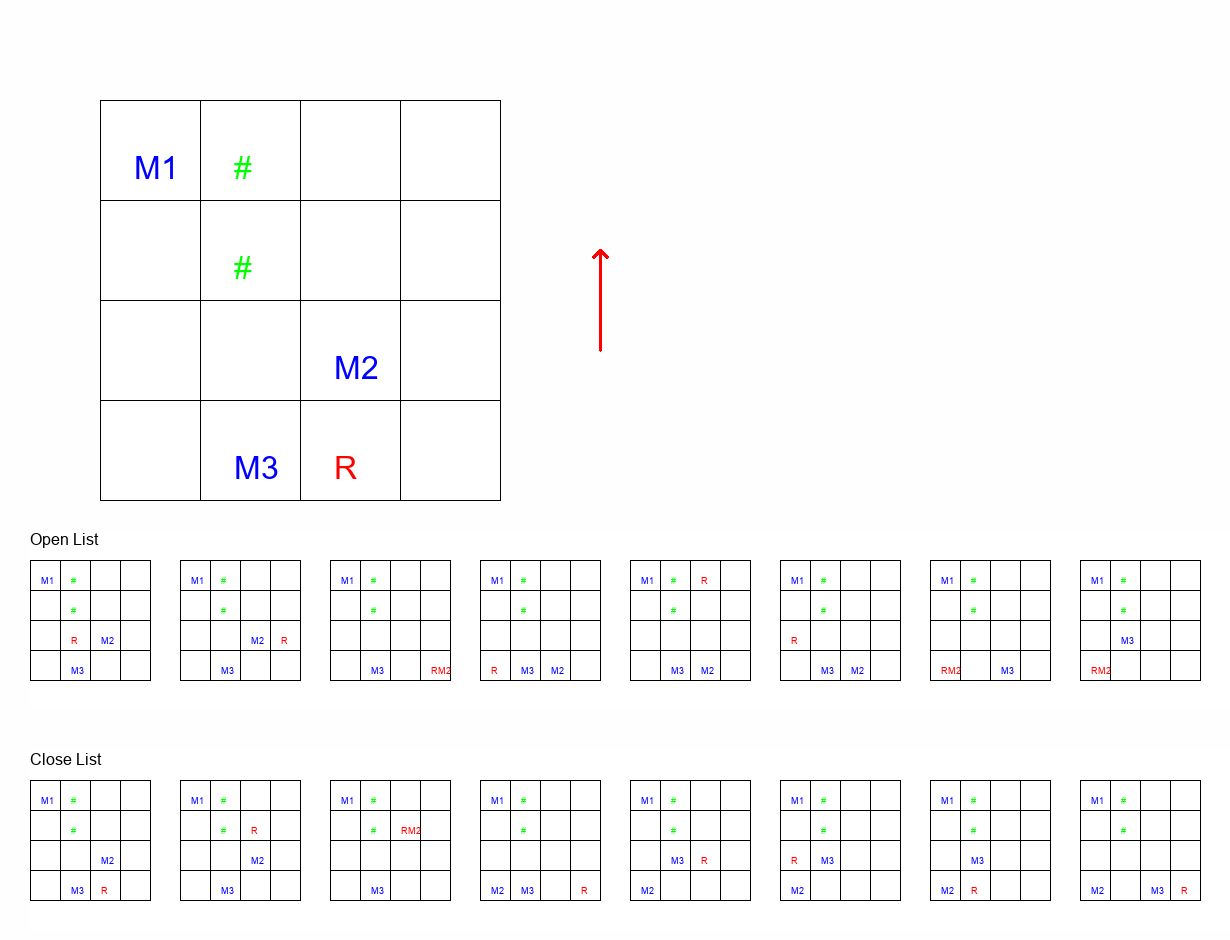 M1 #
#
M2
M3 R
Open List
M1 # M1 # M1 # M1 # M1 # R M1 # M1 # M1 #
# # # # # # # #
R M2 M2 R R M3
M3 M3 M3 RM2 R M3 M2 M3 M2 M3 M2 RM2 M3 RM2
Close List
M1 # M1 # M1 # M1 # M1 # M1 # M1 # M1 #
# # R # RM2 # # # # #
M2 M2 M3 R R M3 M3
M3 R M3 M3 M2 M3 R M2 M2 M2 R M2 M3 R